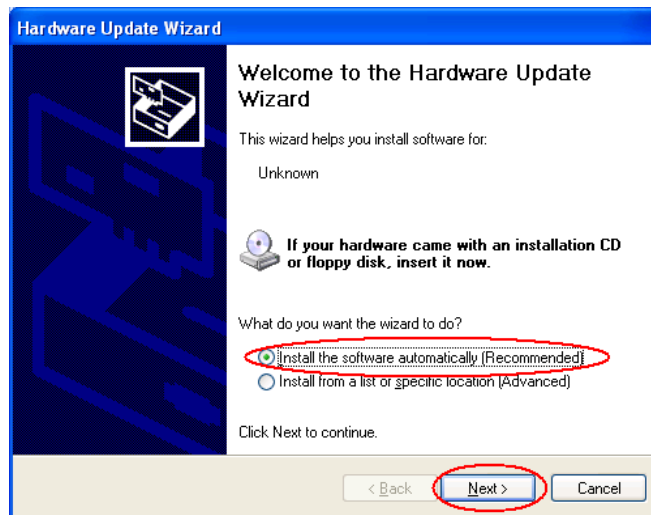 Hardware Update Wizard
Welcome to the Hardware Update
Wizard
This wizard helps you install software for:
Unknown
If your hardware came with an installation CD
or floppy disk, insert it now.
What do you want the wizard to do?
Install the software automatically (Recommended)
Install from a list or specific location (Advanced)
Click Next to continue.
< Back Next > Cancel